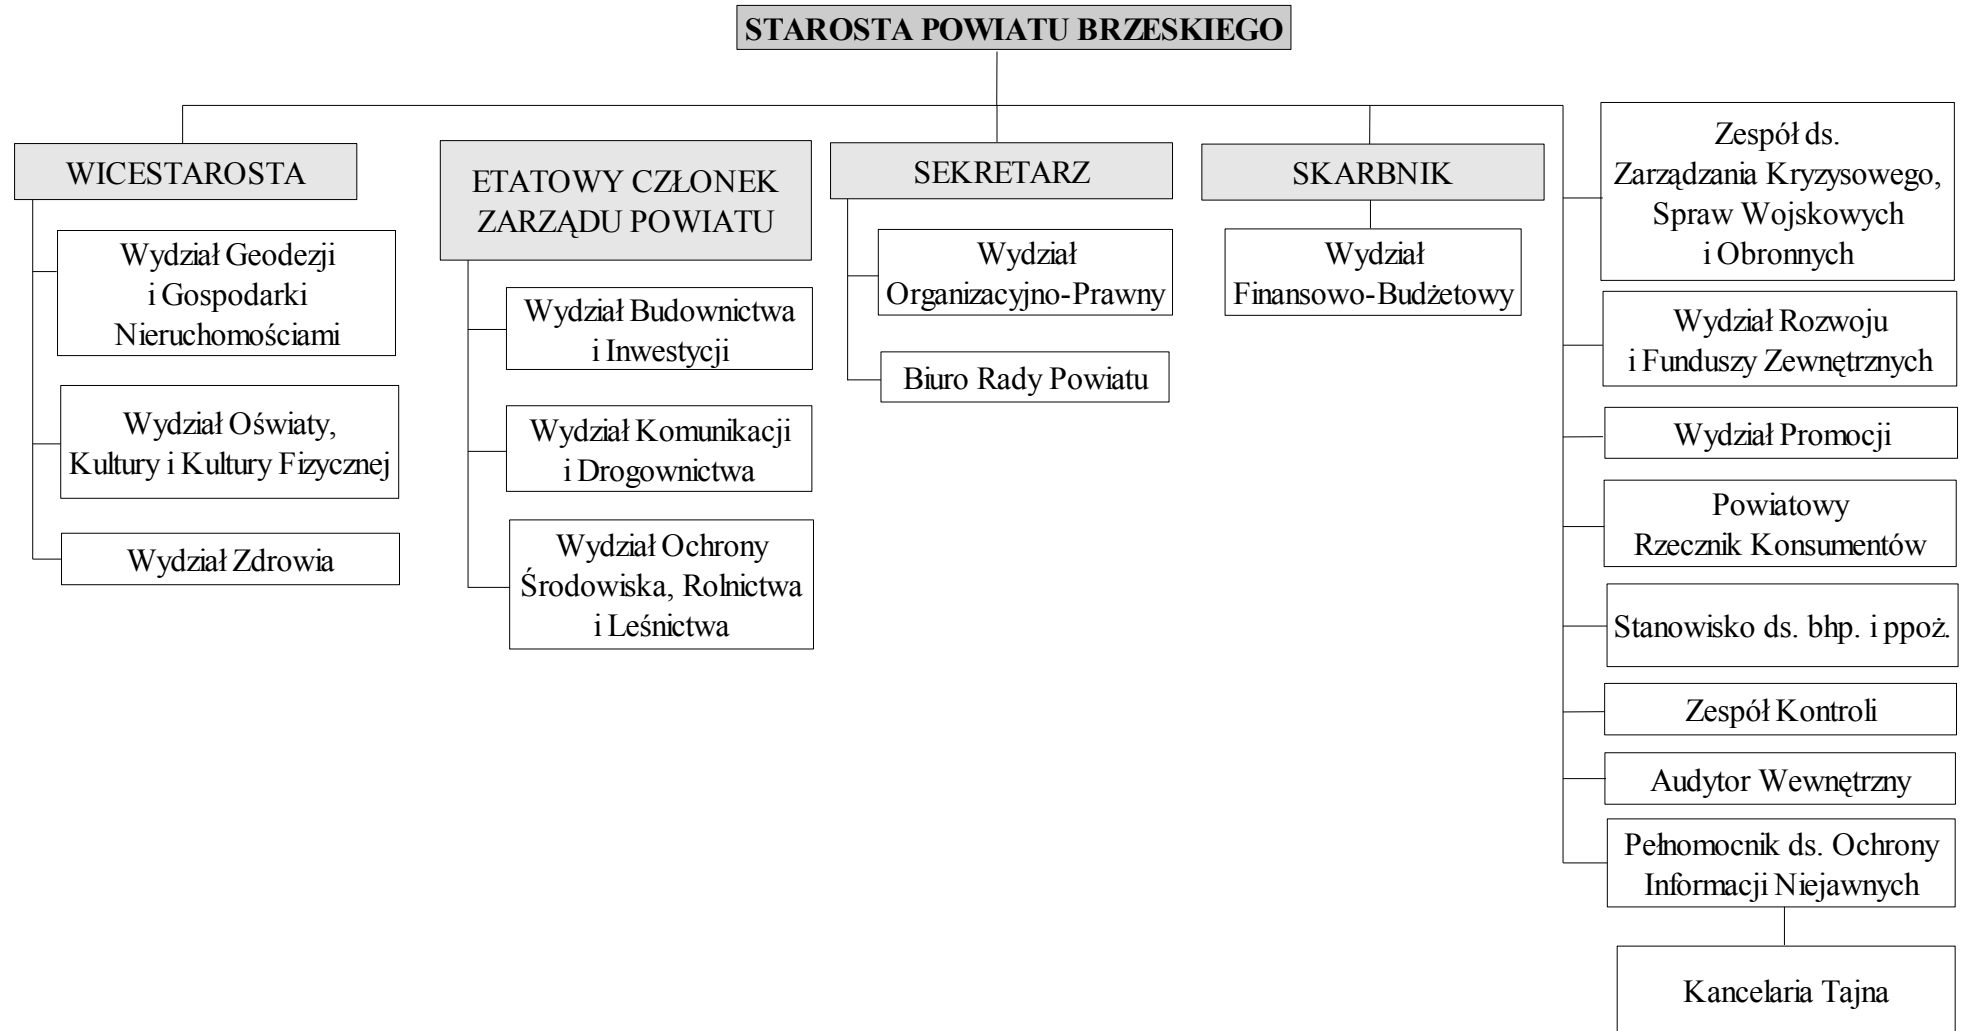 STAROSTA POWIATU BRZESKIEGO
WICESTAROSTA
Wydział Geodezji
i Gospodarki
Nieruchomościami
Wydział Oświaty,
Kultury i Kultury Fizycznej
Wydział Zdrowia
ETATOWY CZŁONEK
ZARZĄDU POWIATU
Wydział Budownictwa
i Inwestycji
Wydział Komunikacji
i Drogownictwa
Wydział Ochrony
Środowiska, Rolnictwa
i Leśnictwa
SEKRETARZ
Wydział
Organizacyjno-Prawny
Biuro Rady Powiatu
SKARBNIK
Wydział
Finansowo-Budżetowy
Zespół ds.
Zarządzania Kryzysowego,
Spraw Wojskowych
i Obronnych
Wydział Rozwoju
i Funduszy Zewnętrznych
Wydział Promocji
Powiatowy
Rzecznik Konsumentów
Stanowisko ds. bhp. i ppoż.
Zespół Kontroli
Audytor Wewnętrzny
Pełnomocnik ds. Ochrony
Informacji Niejawnych
Kancelaria Tajna